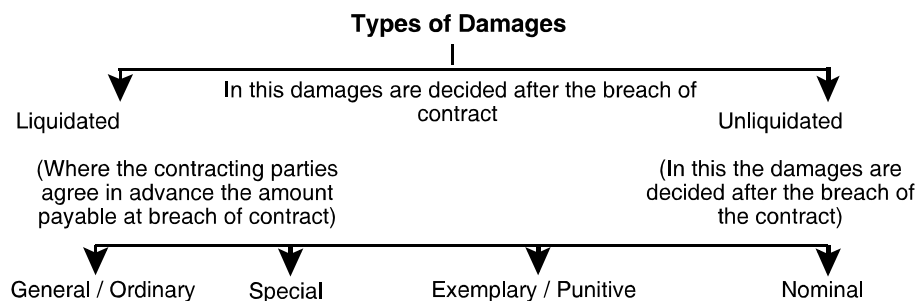 Types of Damages
In this damages are decided after the breach of
contract
Liquidated
Unliquidated
(Where the contracting parties
agree in advance the amount
payable at breach of contract)
(In this the damages are
decided after the breach of
the contract)
General / Ordinary
Special
Exemplary / Punitive
Nominal